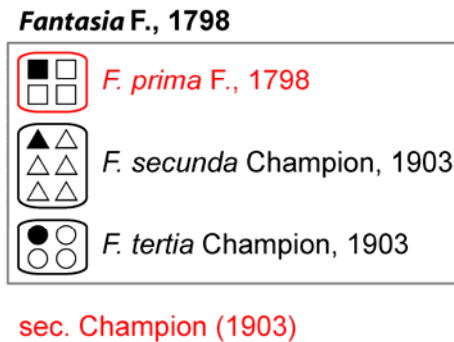 Fantasia F., 1798
F. prima F., 1798
F. secunda Champion, 1903
F. tertia Champion, 1903
sec. Champion (1903)